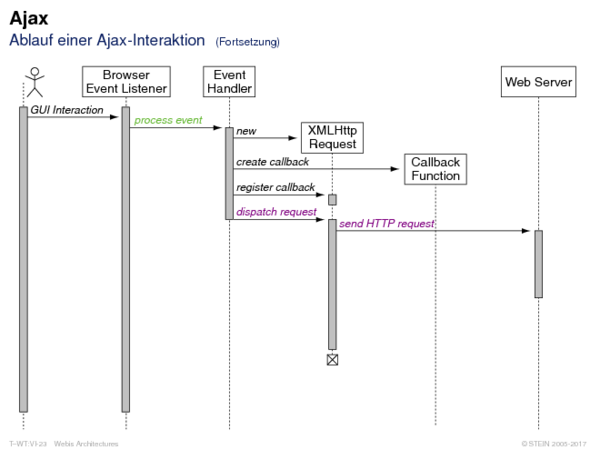 Ajax
Ablauf einer Ajax-Interaktion (Fortsetzung)
Browser
Event Listener
Event
Handler
Web Server
GUI Interaction
process event
new
XMLHttp
Request
create callback
Callback
Function
register callback
dispatch request
send HTTP request
T-WT:VI-23 Webis Architectures
© STEIN 2005-2017